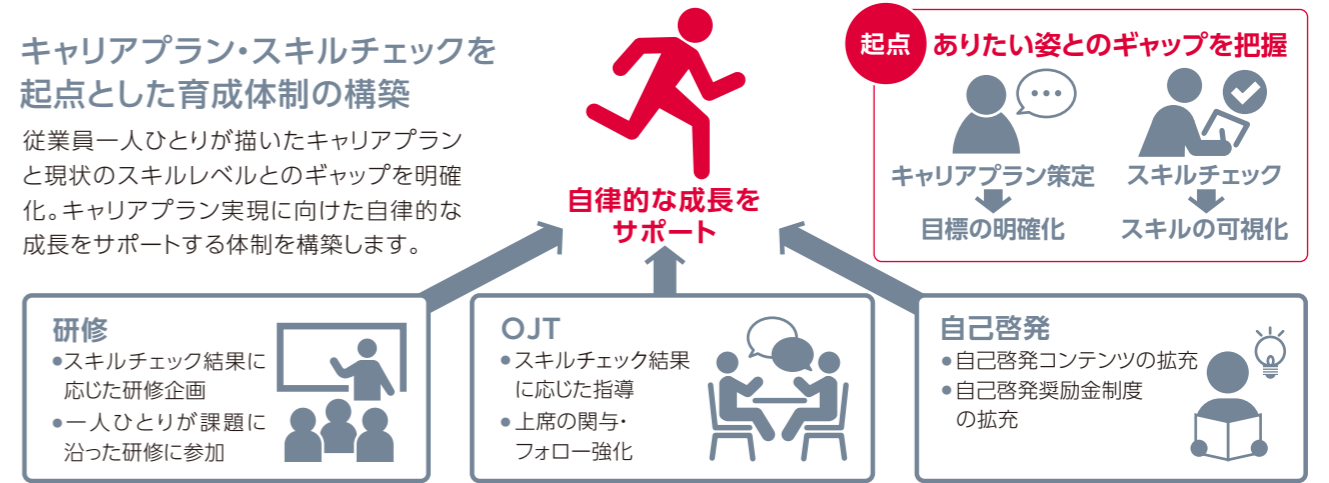 キャリアプラン・スキルチェックを
起点とした育成体制の構築
従業員一人ひとりが描いたキャリアプラン
と現状のスキルレベルとのギャップを明確
化。キャリアプラン実現に向けた自律的な
成長をサポートする体制を構築します。
自律的な成長を
サポート
起点
ありたい姿とのギャップを把握
キャリアプラン策定
目標の明確化
スキルチェック
スキルの可視化
研修
●スキルチェック結果に
応じた研修企画
●一人ひとりが課題に
沿った研修に参加
OJT
●スキルチェック結果
に応じた指導
●上席の関与・
フォロー強化
自己啓発
●自己啓発コンテンツの拡充
●自己啓発奨励金制度
の拡充